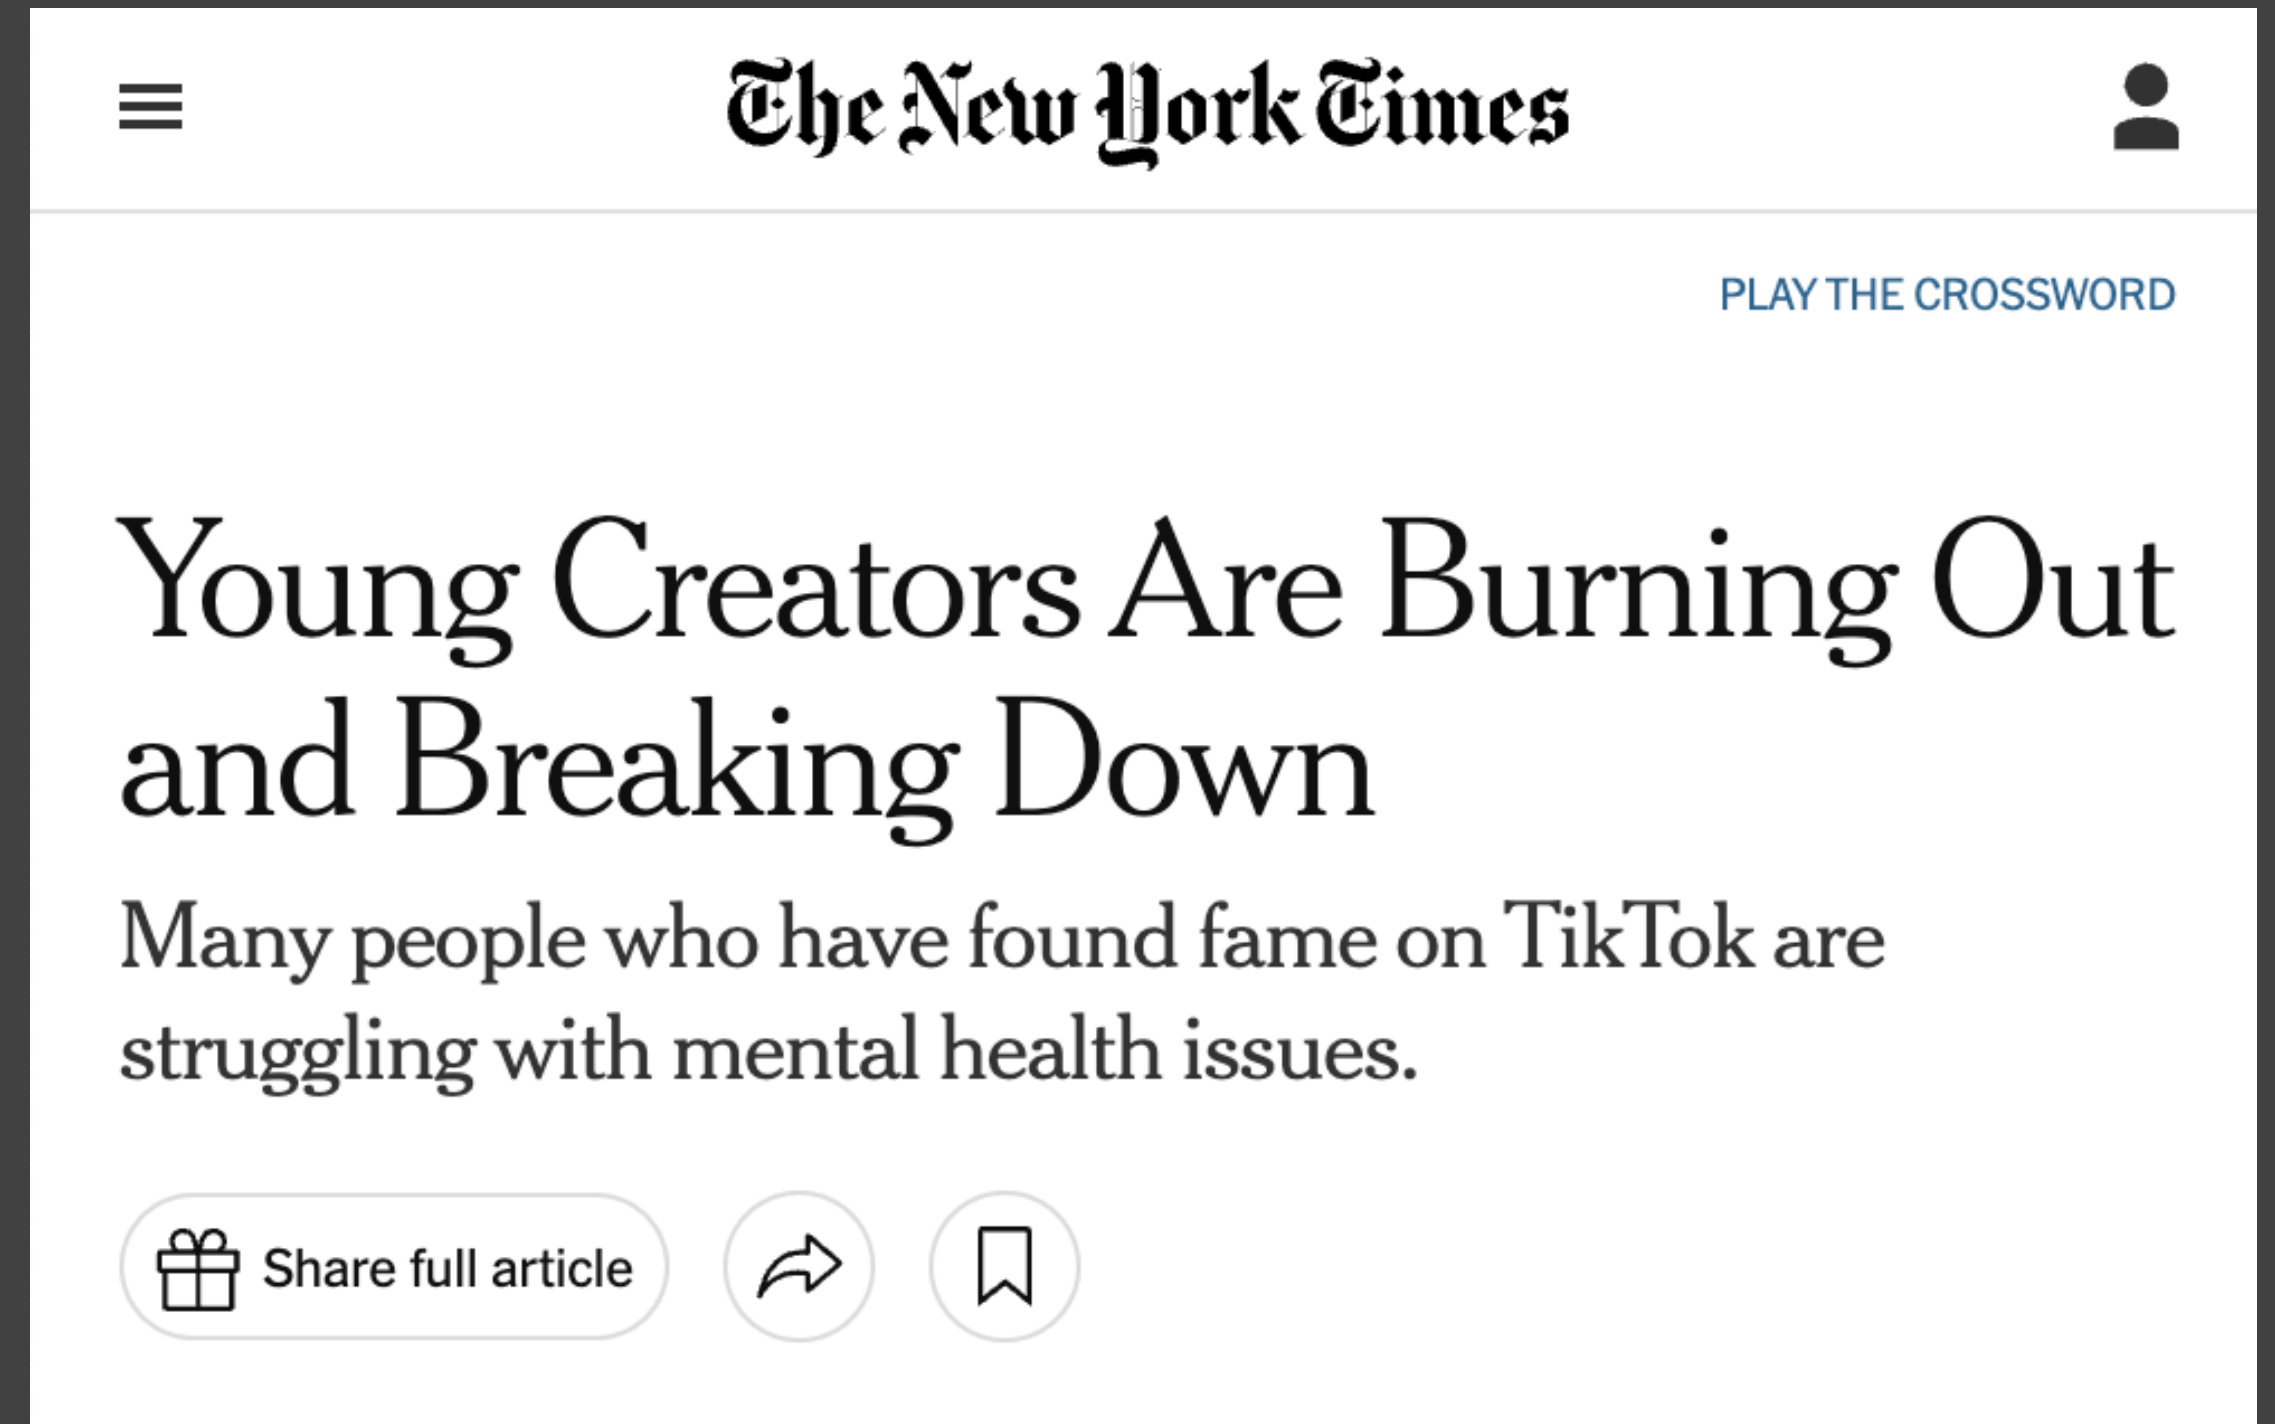 The New York Times
PLAY THE CROSSWORD
Young Creators Are Burning Out
and Breaking Down
Many people who have found fame on TikTok are
struggling with mental health issues.
Share full article